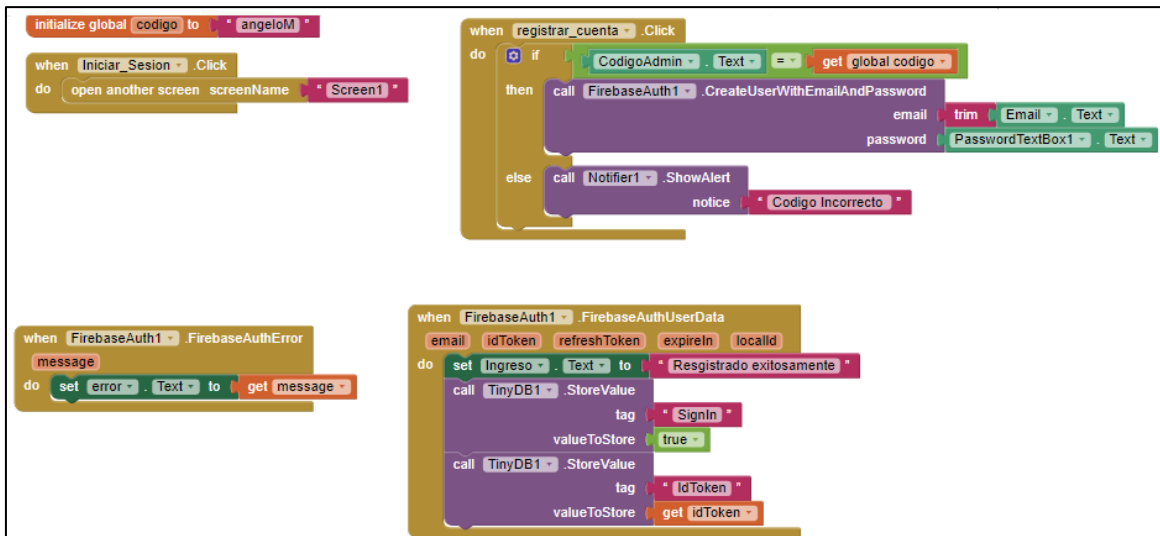 initialize global codigo to " angeloM "
when Iniciar_Sesion .Click
do open another screen screenName " Screen1 "
when registrar_cuenta .Click
do if CodigoAdmin . Text = get global codigo
then call FirebaseAuth1 .CreateUserWithEmailAndPassword
email trim Email . Text
password PasswordTextBox1 . Text
else call Notifier1 .ShowAlert
notice " Codigo Incorrecto "
when FirebaseAuth1 .FirebaseAuthError
message
do set error . Text to get message
when FirebaseAuth1 .FirebaseAuthUserData
email idToken refreshToken expireIn localId
do set Ingreso . Text to " Resgistrado exitosamente "
call TinyDB1 .StoreValue
tag " SignIn "
valueToStore true
call TinyDB1 .StoreValue
tag " IdToken "
valueToStore get idToken